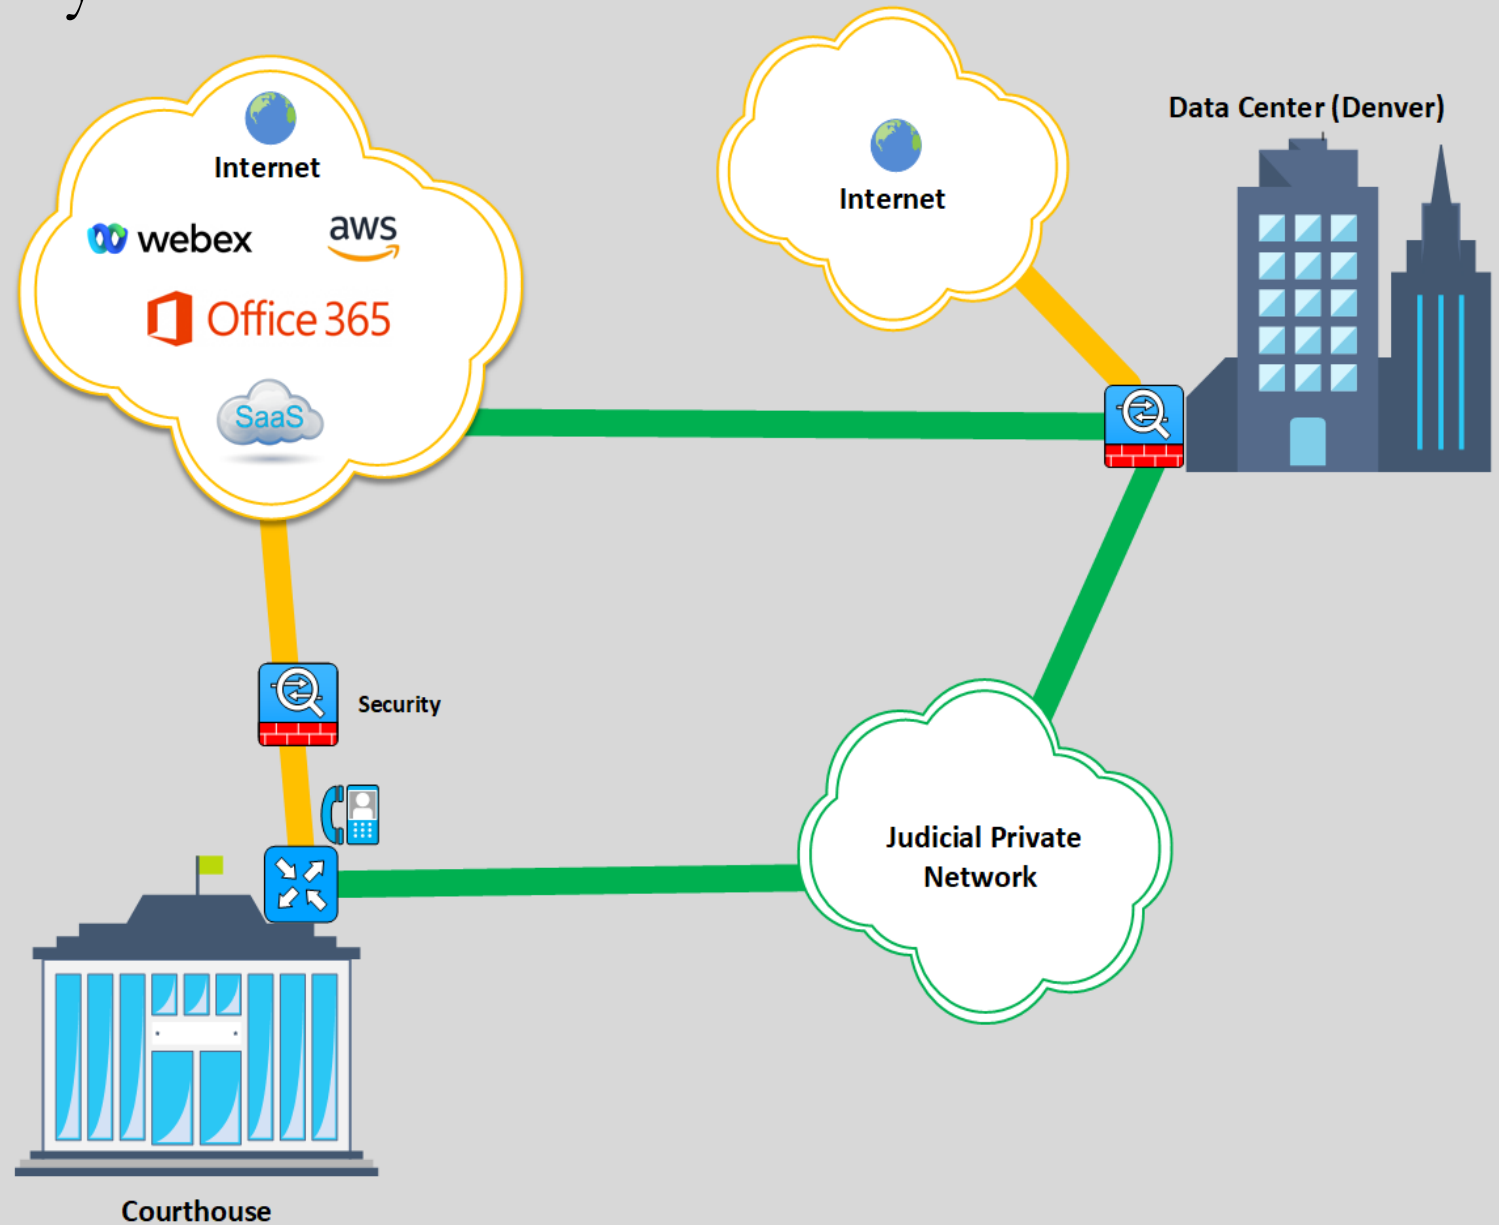 Internet
webex
aws
Office 365
SaaS
Internet
Data Center (Denver)
Security
Judicial Private
Network
Courthouse